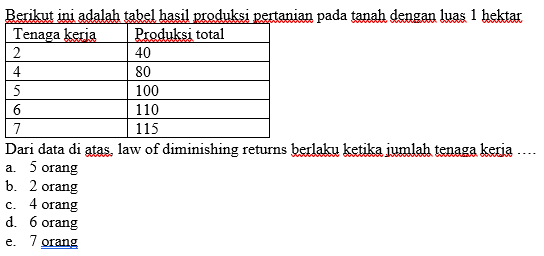 Berikut ini adalah tabel hasil produksi pertanian pada tanah dengan luas 1 hektar
Tenaga kerja Produksi total
2 40
4 80
5 100
6 110
7 115
Dari data di atas, law of diminishing returns berlaku ketika jumlah tenaga kerja ….
a. 5 orang
b. 2 orang
c. 4 orang
d. 6 orang
e. 7 orang